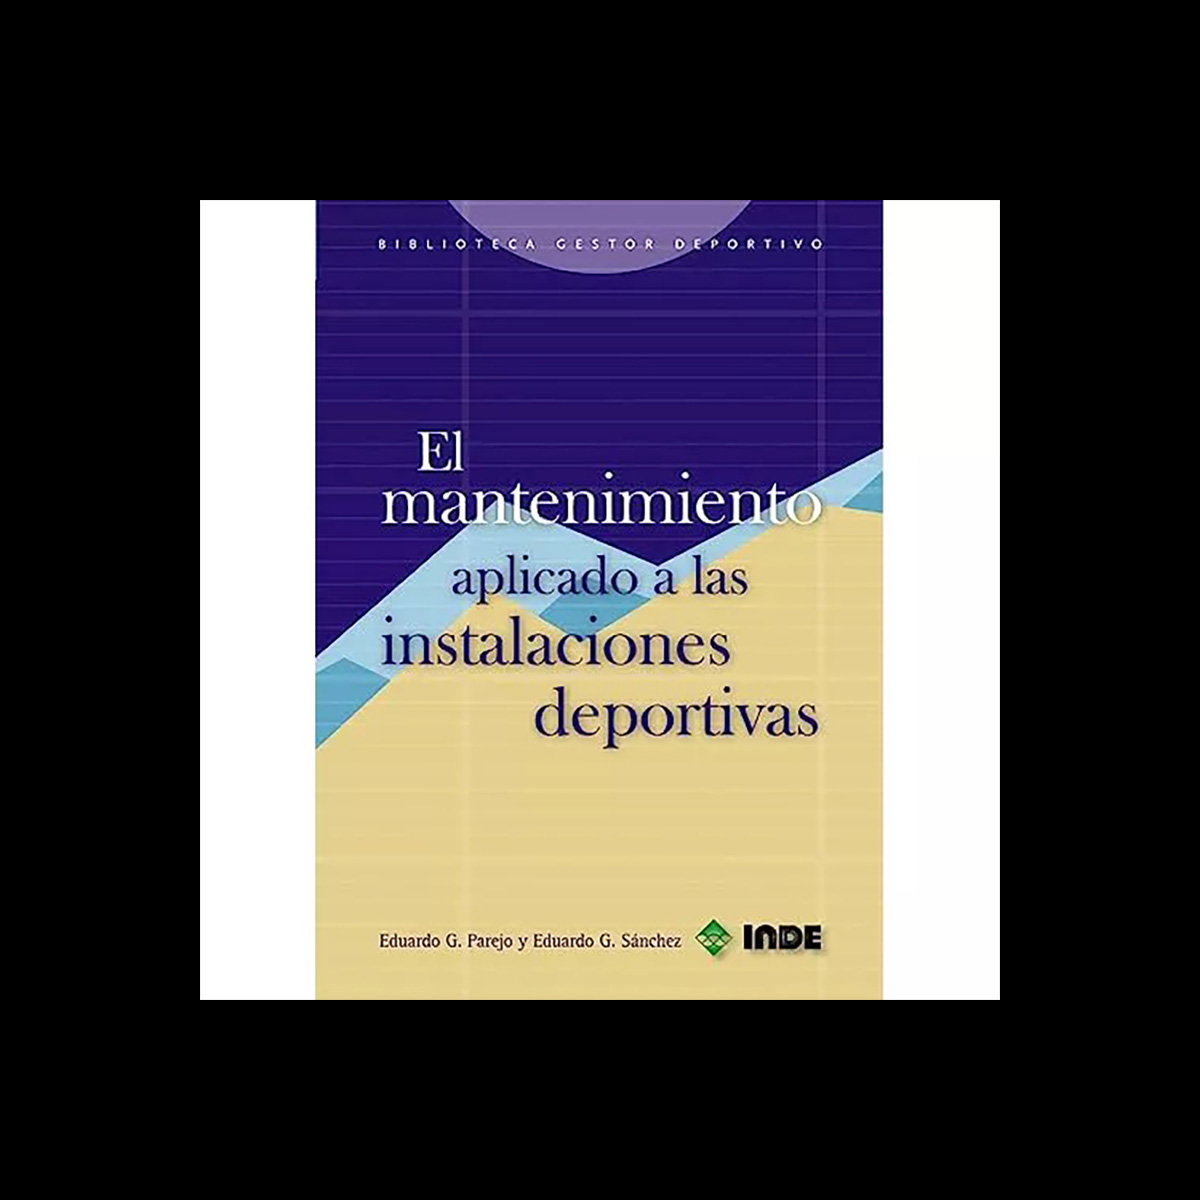 BIBLIOTECA GESTOR DEPORTIVO
El
mantenimiento
aplicado a las
instalaciones
deportivas
Eduardo G. Parejo y Eduardo G. Sánchez
INDE